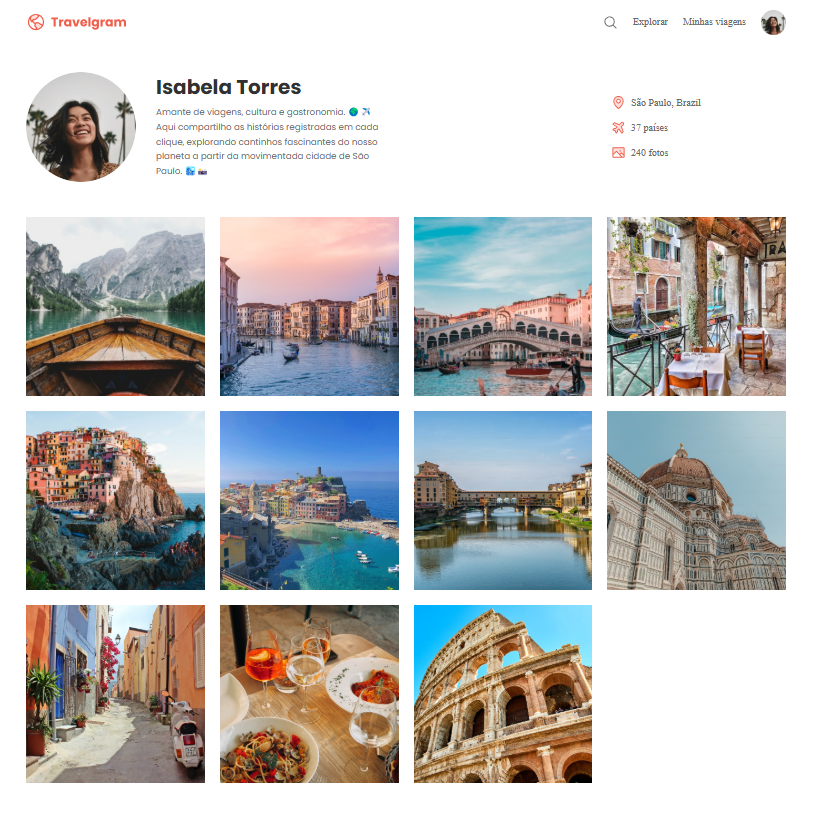 Travelgram
Explorar
Minhas viagens
Isabela Torres
Amante de viagens, cultura e gastronomia. 🌎 ✈️
Aqui compartilho as histórias registradas em cada
clique, explorando cantinhos fascinantes do nosso
planeta a partir da movimentada cidade de São
Paulo. 🏙️ 📸
São Paulo, Brazil
37 países
240 fotos
RA